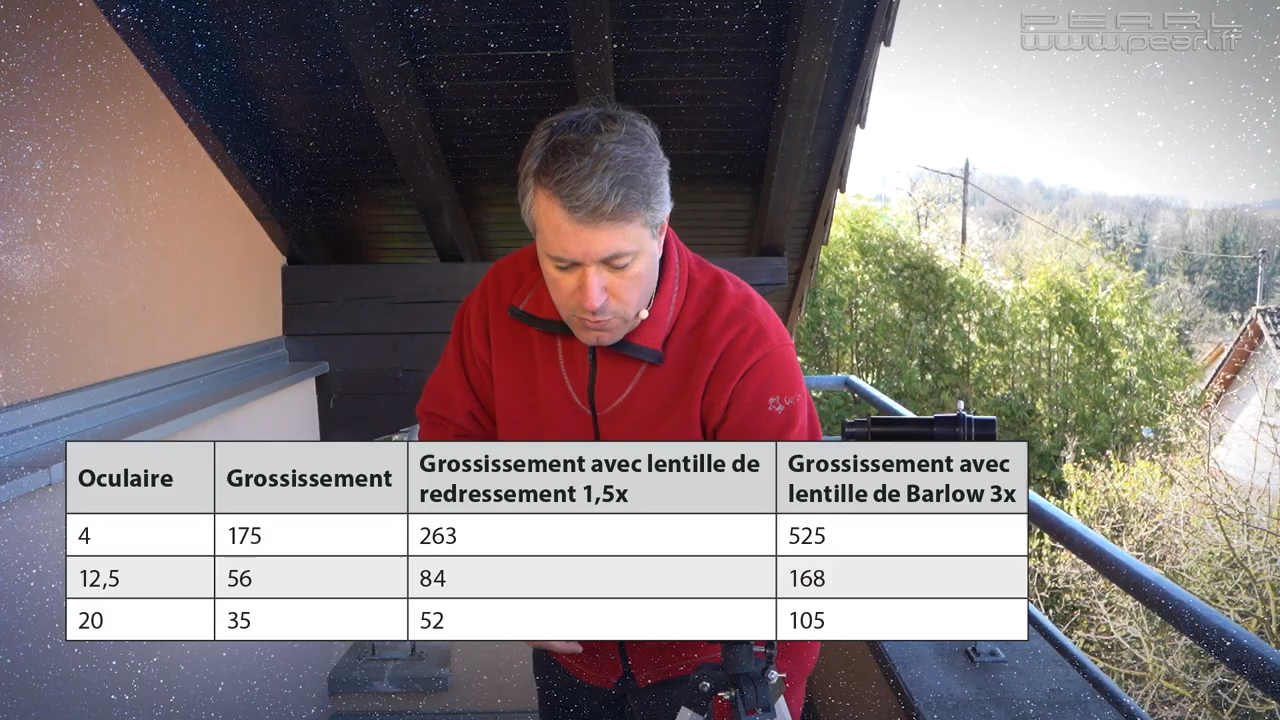 PEARL
www.pearl.fr
Oculaire
Grossissement
Grossissement avec lentille de
redressement 1,5x
Grossissement avec
lentille de Barlow 3x
4
175
263
525
12,5
56
84
168
20
35
52
105